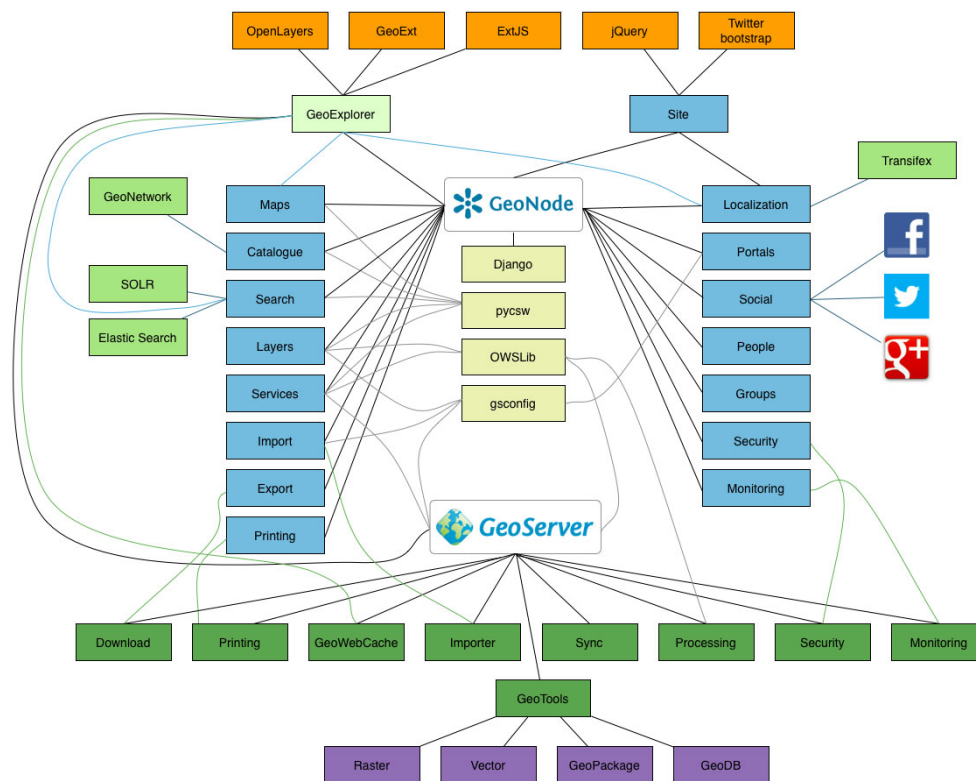 OpenLayers
GeoExt
ExtJS
jQuery
Twitter
bootstrap
GeoExplorer
Site
Transifex
GeoNetwork
Maps
GeoNode
Localization
Catalogue
Django
Portals
f
SOLR
Search
pycsw
Social
Elastic Search
Layers
OWSLib
People
g+
Services
gsconfig
Groups
Import
Security
Export
Monitoring
Printing
GeoServer
Download
Printing
GeoWebCache
Importer
Sync
Processing
Security
Monitoring
GeoTools
Raster
Vector
GeoPackage
GeoDB